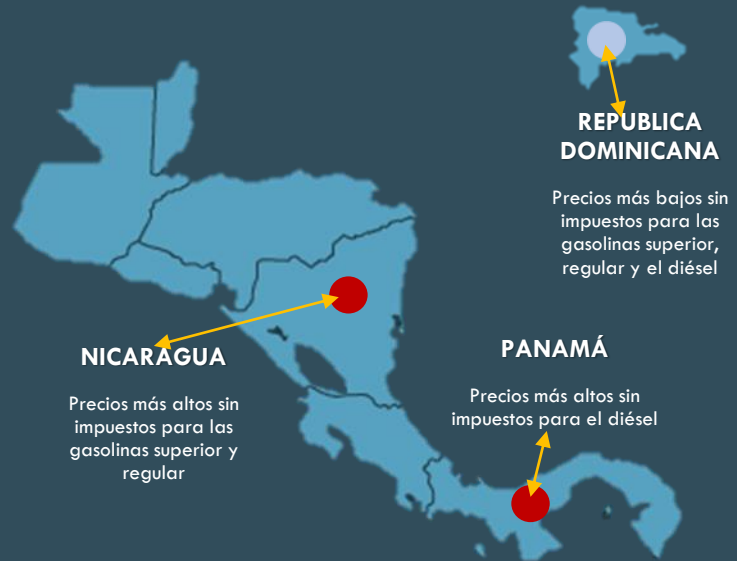 REPUBLICA
DOMINICANA
Precios más bajos sin
impuestos para las
gasolinas superior,
regular y el diésel
NICARAGUA
Precios más altos sin
impuestos para las
gasolinas superior y
regular
PANAMÁ
Precios más altos sin
impuestos para el diésel